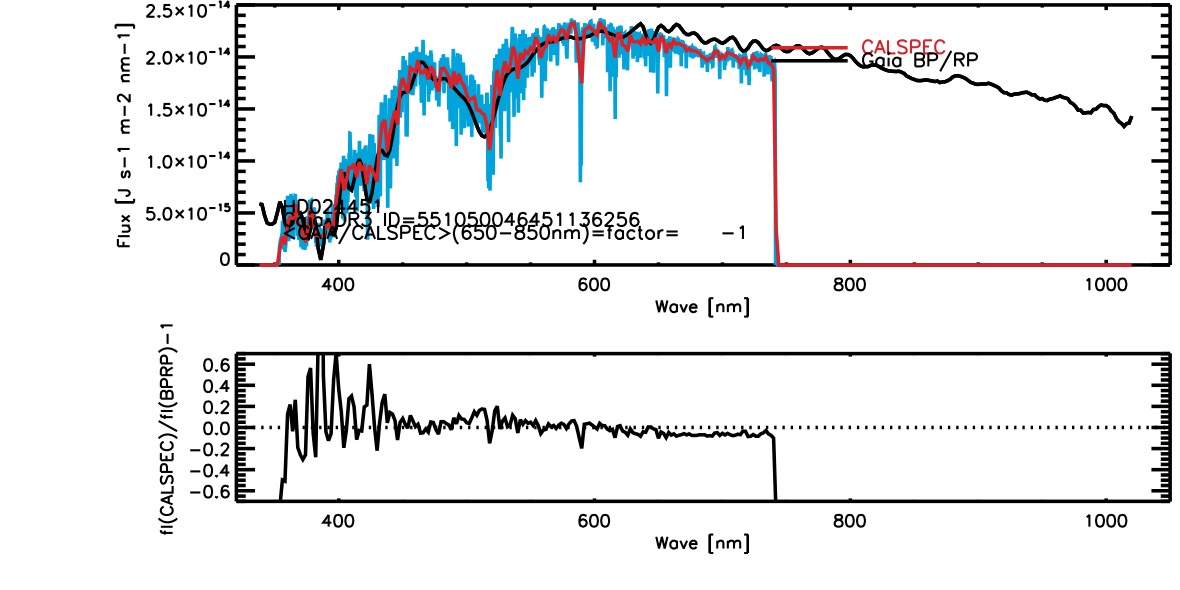 2.5×10⁻¹⁴
2.0×10⁻¹⁴
1.5×10⁻¹⁴
1.0×10⁻¹⁴
5.0×10⁻¹⁵
0
Flux [J s−1 m−2 nm−1]
CALSPEC
Gaia BP/RP
HD024451
Gaia DR3 ID=551050046451136256
<GAIA/CALSPEC>(650−850nm)=factor= −1
400 600 800 1000
Wave [nm]
fl(CALSPEC)/fl(BPRP)−1
0.6
0.4
0.2
0.0
−0.2
−0.4
−0.6
400 600 800 1000
Wave [nm]